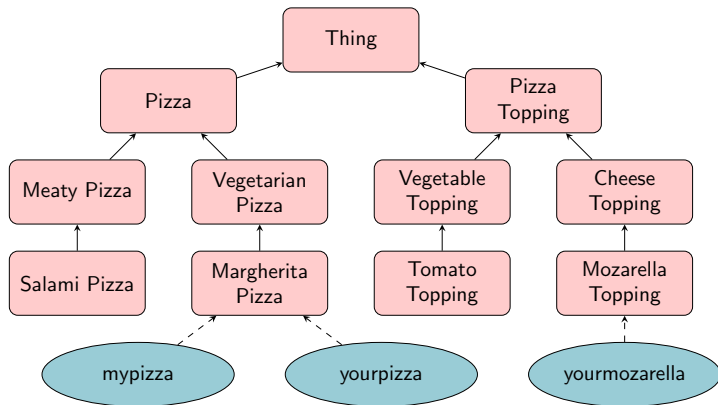 Thing
Pizza
Pizza
Topping
Meaty Pizza
Vegetarian
Pizza
Vegetable
Topping
Cheese
Topping
Salami Pizza
Margherita
Pizza
Tomato
Topping
Mozarella
Topping
mypizza
yourpizza
yourmozarella